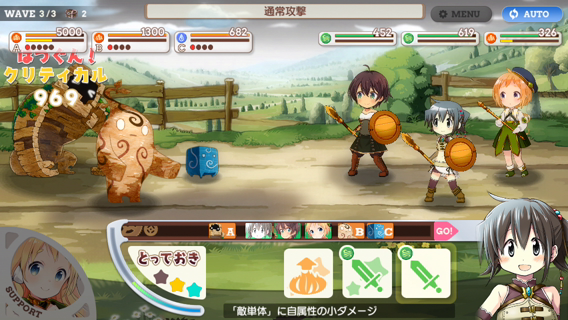 WAVE 3/3 2
通常攻撃
MENU
AUTO
A 5000
B 1300
C 682
452
619
326
ばつぐん!
クリティカル
969
A
B
C
GO!
とっておき
SUPPORT
「敵単体」に自属性の小ダメージ